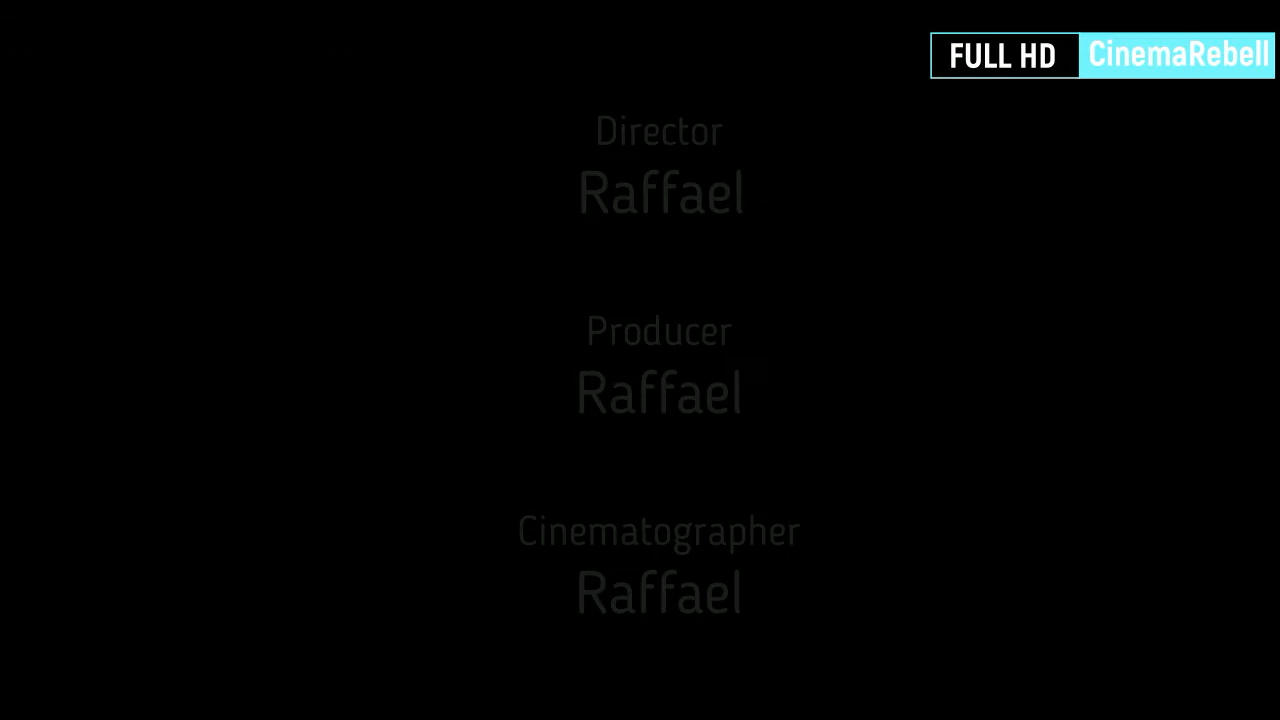 FULL HD CinemaRebell
Director
Raffael
Producer
Raffael
Cinematographer
Raffael